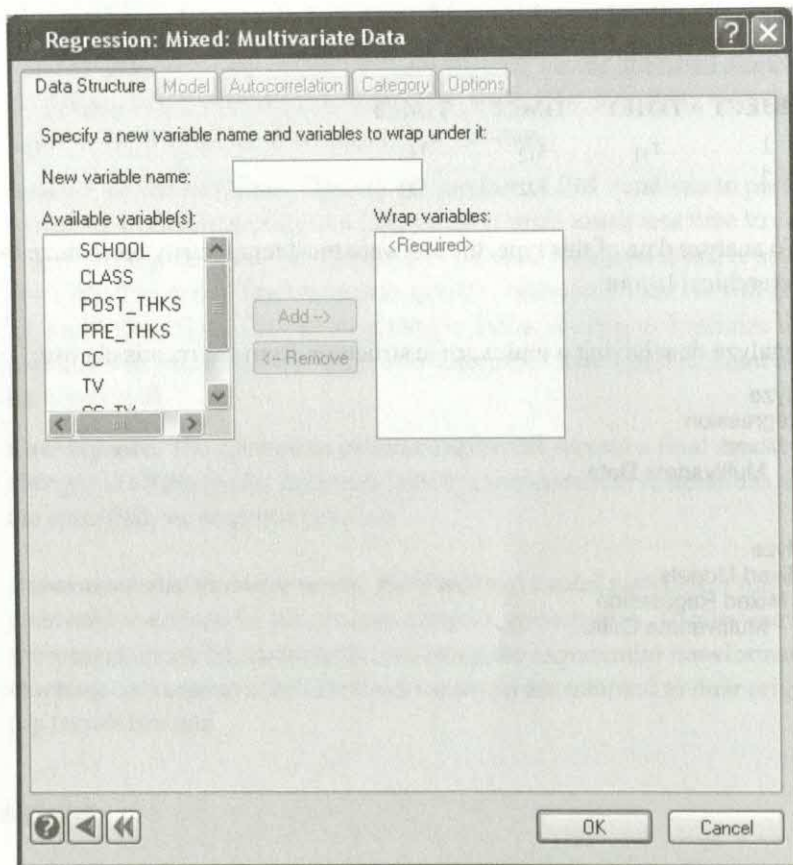 Regression: Mixed: Multivariate Data
Data Structure Model Autocorrelation Category Options
Specify a new variable name and variables to wrap under it:
New variable name:
Available variable(s): Wrap variables:
SCHOOL <Required>
CLASS
POST_THKS
PRE_THKS
Add -->
CC
<-- Remove
TV
CC_TV
OK Cancel